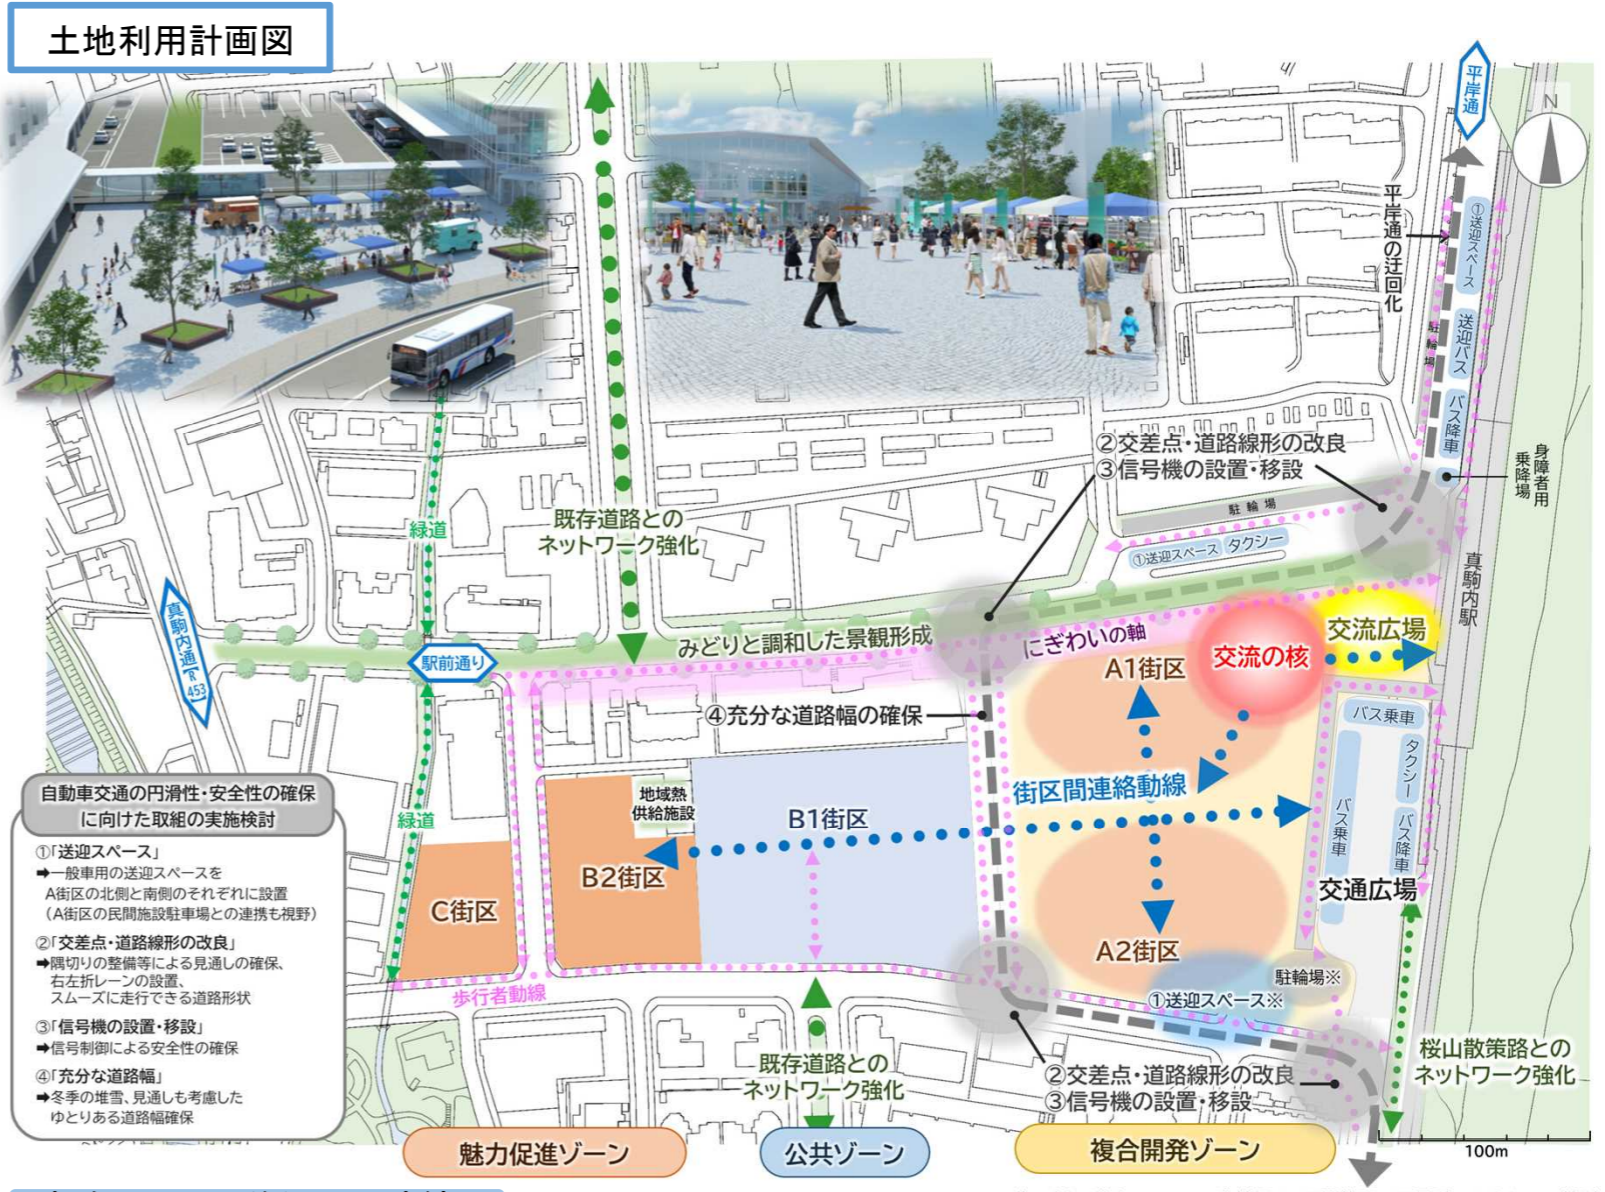 土地利用計画図
平岸通
N
平岸通の迂回化
①送迎スペース
送迎バス
駐輪場
バス降車
身障者用
乗降場
②交差点・道路線形の改良
③信号機の設置・移設
駐輪場
①送迎スペース
タクシー
真駒内駅
緑道
既存道路との
ネットワーク強化
真駒内通(R453)
駅前通り
みどりと調和した景観形成
にぎわいの軸
交流の核
交流広場
A1街区
④充分な道路幅の確保
バス乗車
タクシー
バス乗車
バス降車
交通広場
街区間連絡動線
地域熱
供給施設
B1街区
B2街区
緑道
C街区
A2街区
駐輪場※
①送迎スペース※
歩行者動線
自動車交通の円滑性・安全性の確保
に向けた取組の実施検討
①「送迎スペース」
➡一般車用の送迎スペースを
A街区の北側と南側のそれぞれに設置
(A街区の民間施設駐車場との連携も視野)
②「交差点・道路線形の改良」
➡隅切りの整備等による見通しの確保、
右左折レーンの設置、
スムーズに走行できる道路形状
③「信号機の設置・移設」
➡信号制御による安全性の確保
④「充分な道路幅」
➡冬季の堆雪、見通しも考慮した
ゆとりある道路幅確保
既存道路との
ネットワーク強化
②交差点・道路線形の改良
③信号機の設置・移設
桜山散策路との
ネットワーク強化
魅力促進ゾーン
公共ゾーン
複合開発ゾーン
100m